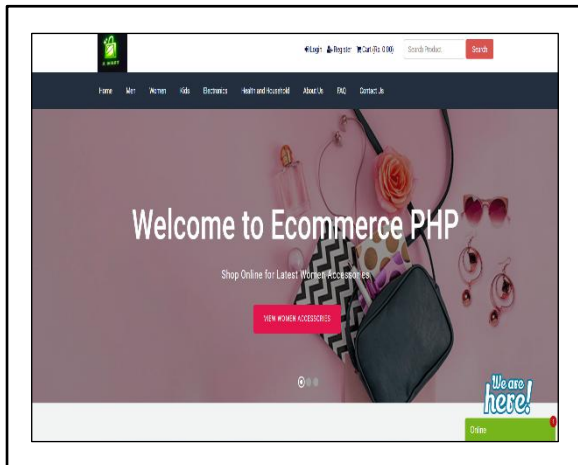 E MART
Login Register Cart (Rs. 0.00) Search Product Search
Home Men Women Kids Electronics Health and Household About Us FAQ Contact Us
Welcome to Ecommerce PHP
Shop Online for Latest Women Accessories
VIEW WOMEN ACCESSORIES
We are
here!
Online